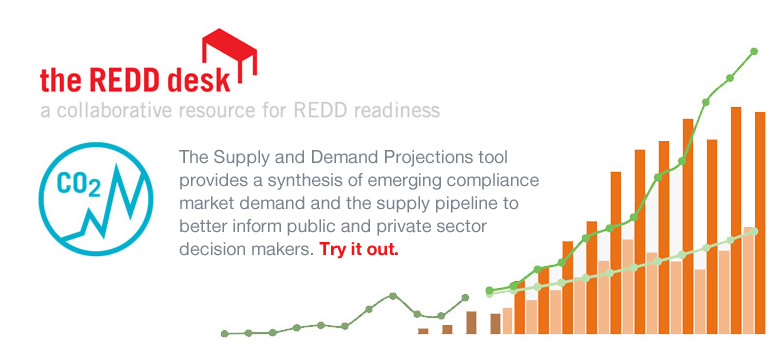 the REDD desk
a collaborative resource for REDD readiness
CO2
The Supply and Demand Projections tool
provides a synthesis of emerging compliance
market demand and the supply pipeline to
better inform public and private sector
decision makers. Try it out.